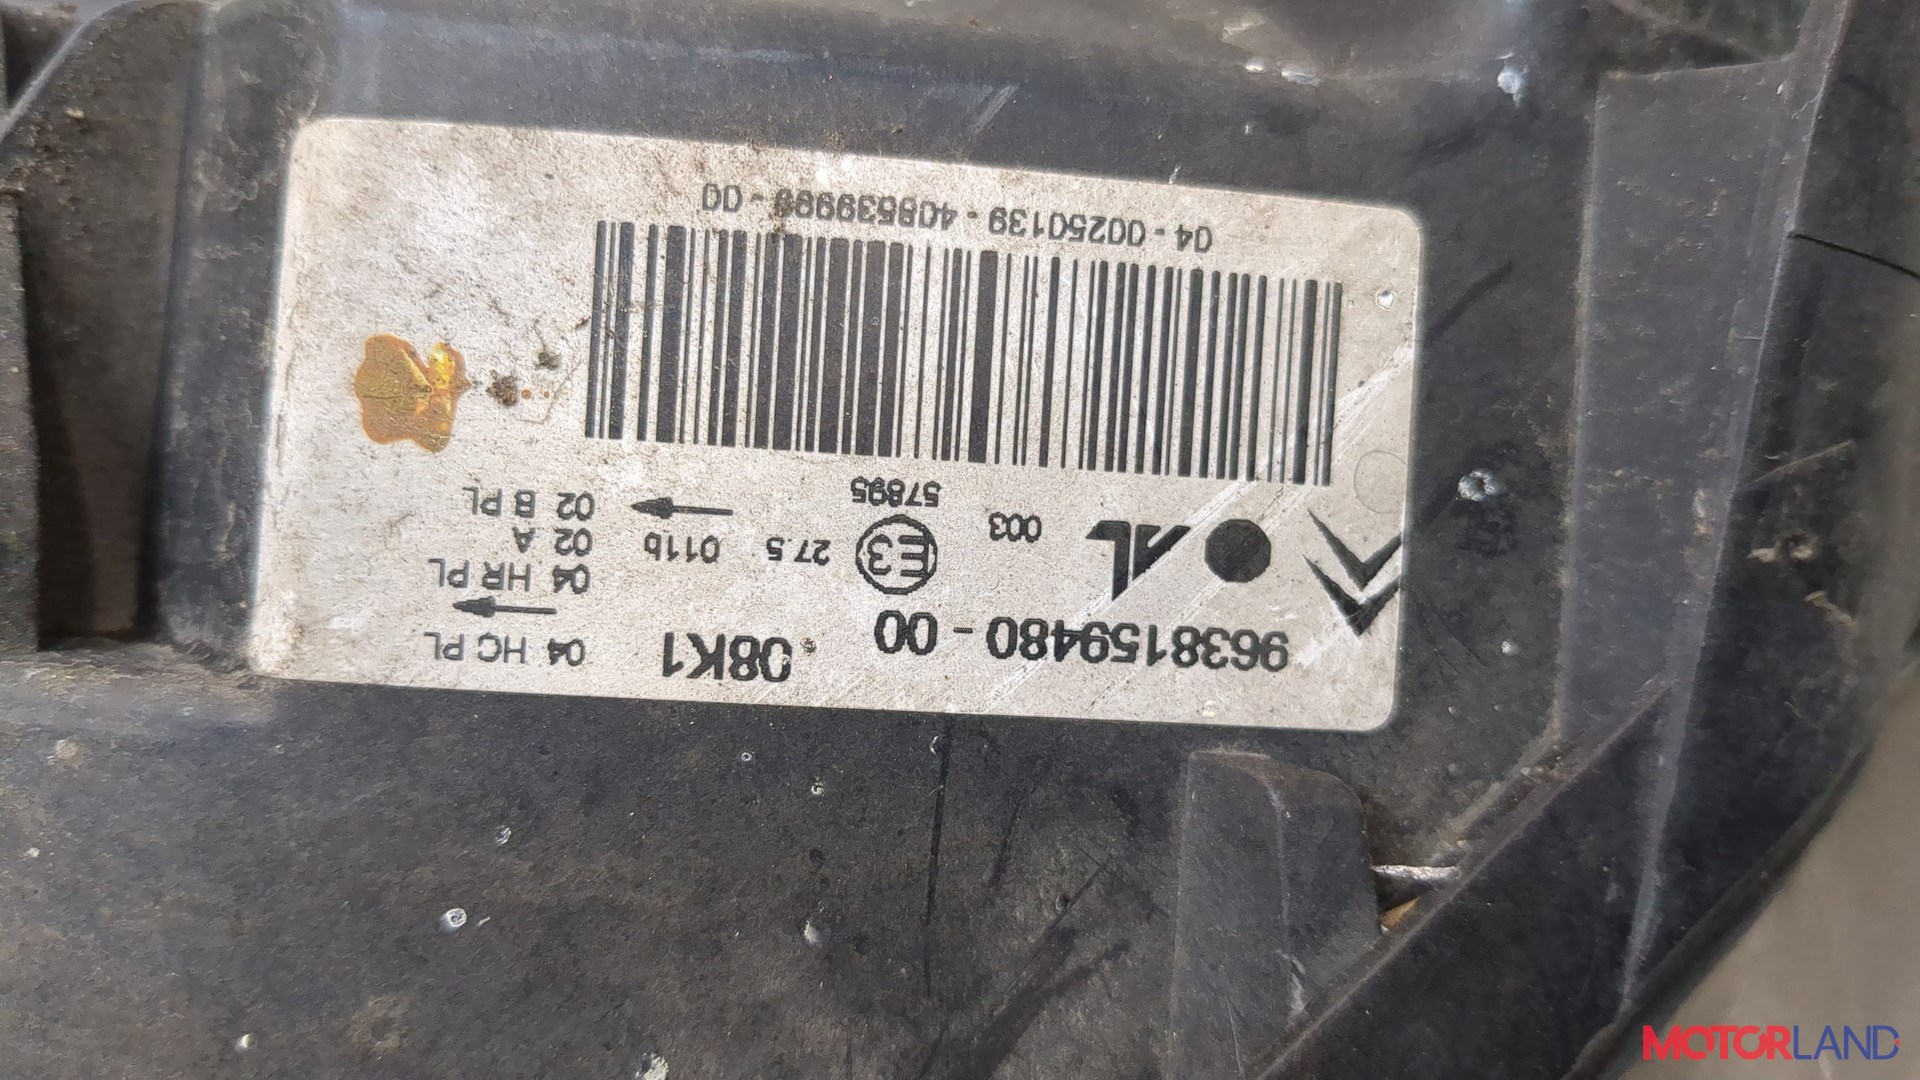 9638159480-00 .08K1 04 HC PL
04 HR PL
AL 003 E3 27.5 011b 02 A
57895 02 B PL
04-00250139-408539999-00
MOTORLAND